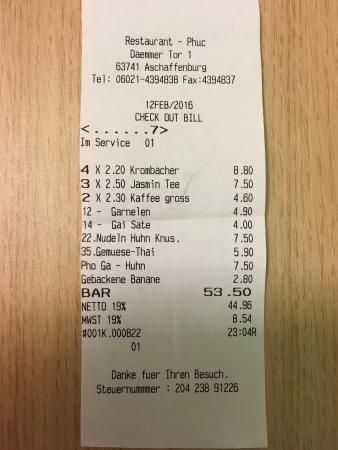 Restaurant - Phuc
Daemmer Tor 1
63741 Aschaffenburg
Tel: 06021-4394838 Fax:4394837
12FEB/2016
CHECK OUT BILL
<......7>
Im Service 01
4 X 2.20 Krombacher 8.80
3 X 2.50 Jasmin Tee 7.50
2 X 2.30 Kaffee gross 4.60
12 - Garnelen 4.90
14 - Gai Sate 4.00
22.Nudeln Huhn Knus. 7.50
35.Gemuese-Thai 5.90
Pho Ga - Huhn 7.50
Gebackene Banane 2.80
BAR 53.50
NETTO 19% 44.96
MWST 19% 8.54
#001K.000822 23:04R
01
Danke fuer Ihren Besuch.
Steuernummmer : 204 238 91226